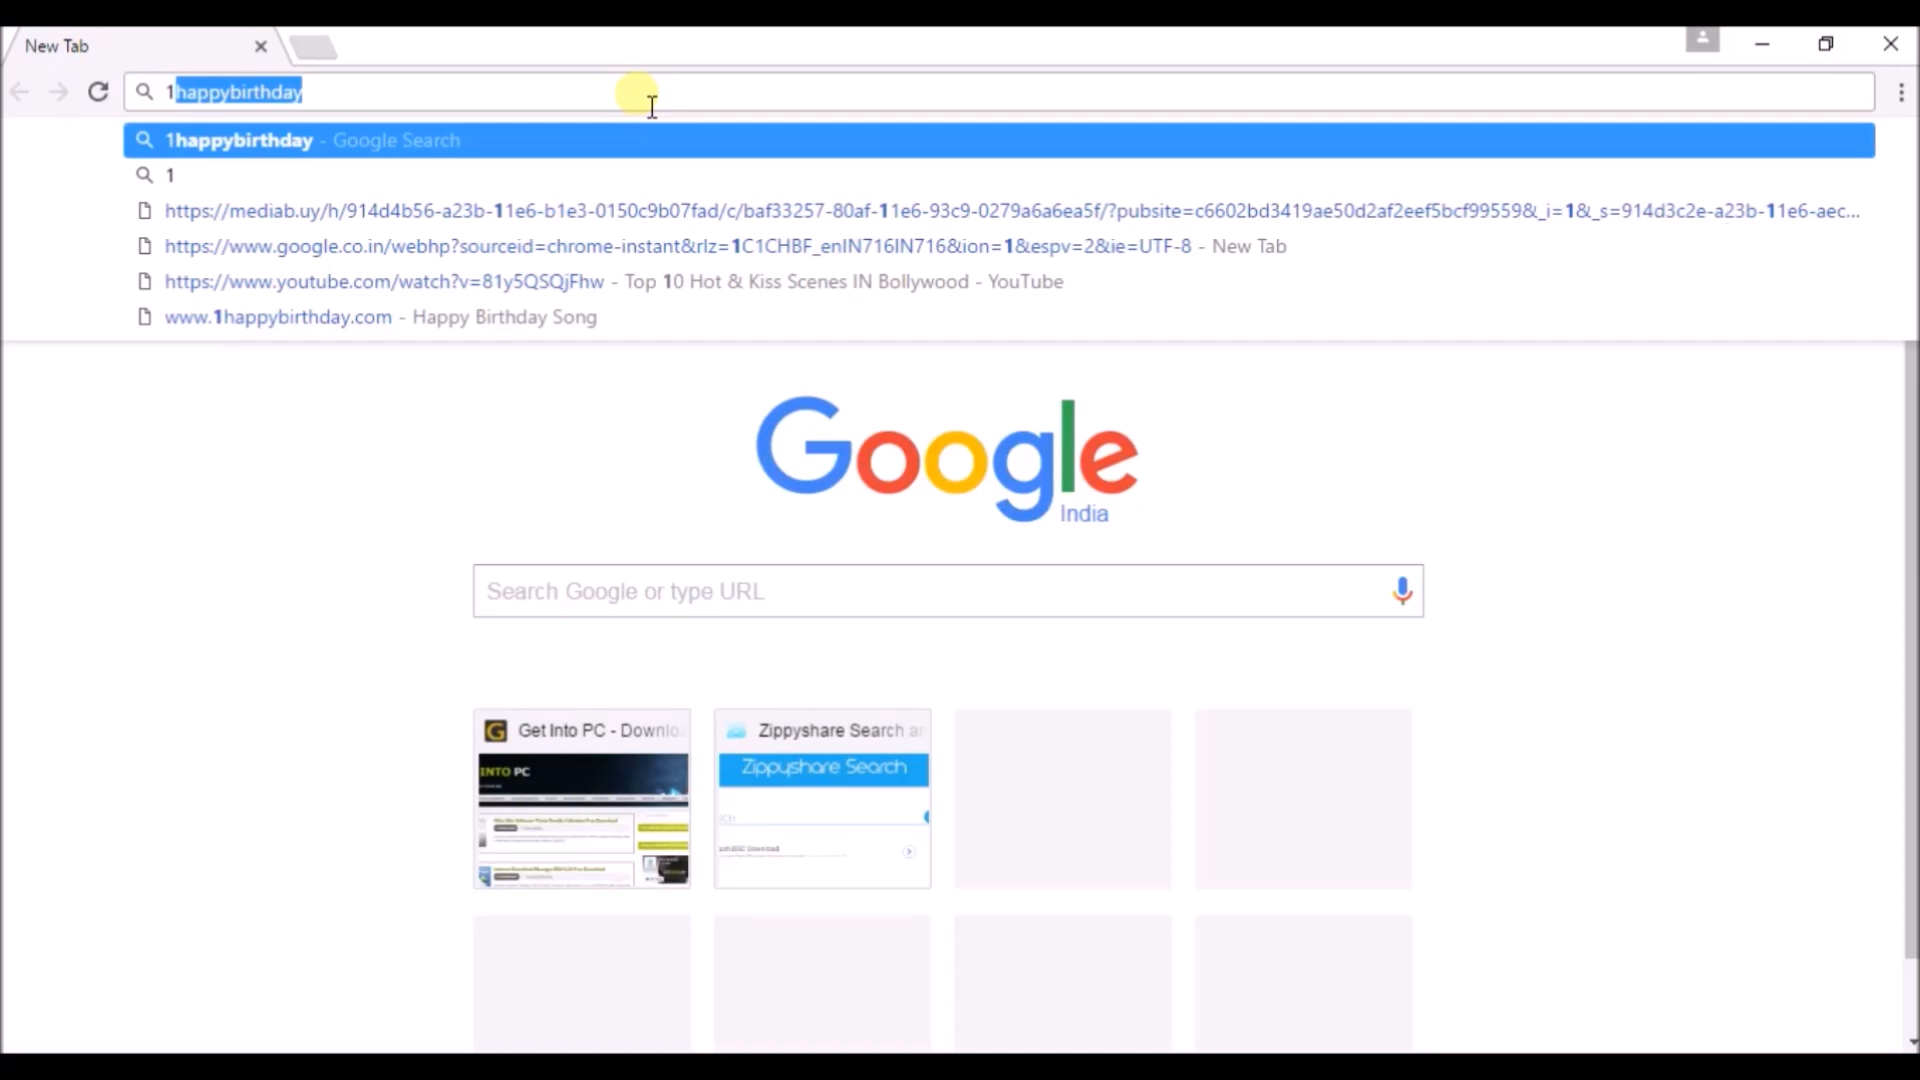 New Tab
1happybirthday
1happybirthday - Google Search
1
https://mediab.uy/h/914d4b56-a23b-11e6-b1e3-0150c9b07fad/c/baf33257-80af-11e6-93c9-0279a6a6ea5f/?pubsite=c6602bd3419ae50d2af2eef5bcf99559&_i=1&_s=914d3c2e-a23b-11e6-aec...
https://www.google.co.in/webhp?sourceid=chrome-instant&rlz=1C1CHBF_enIN716IN716&ion=1&espv=2&ie=UTF-8 - New Tab
https://www.youtube.com/watch?v=81y5QSQjFhw - Top 10 Hot & Kiss Scenes IN Bollywood - YouTube
www.1happybirthday.com - Happy Birthday Song
Google
India
Search Google or type URL
Get Into PC - Downlo
Zippyshare Search an
INTO PC
Zippyshare Search